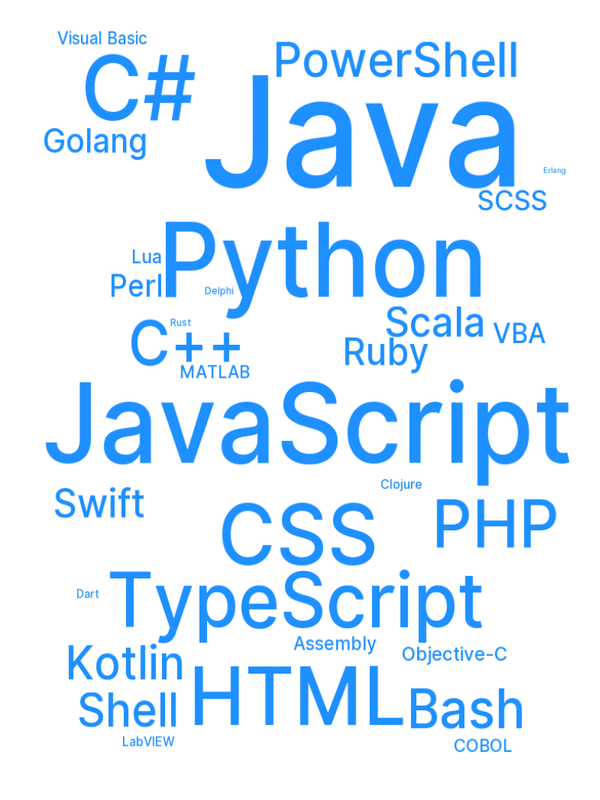 Visual Basic
C#
PowerShell
Java
Golang
Erlang
SCSS
Python
Lua
Perl
Delphi
Rust
C++
Scala
VBA
Ruby
MATLAB
JavaScript
Clojure
Swift
CSS
PHP
Dart
TypeScript
Assembly
Objective-C
Kotlin
HTML
Shell
Bash
LabVIEW
COBOL